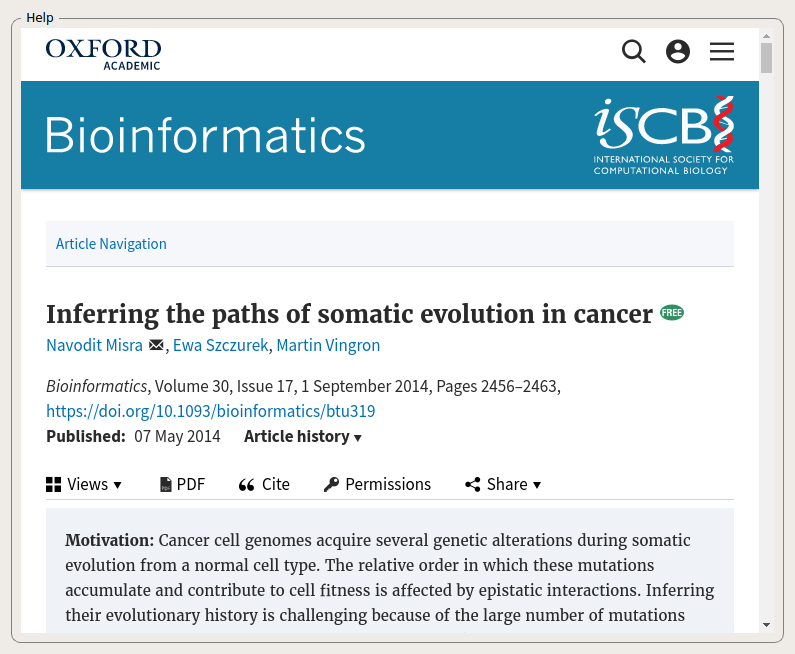 Help
OXFORD
ACADEMIC
Bioinformatics
iSCB
INTERNATIONAL SOCIETY FOR
COMPUTATIONAL BIOLOGY
Article Navigation
Inferring the paths of somatic evolution in cancer FREE
Navodit Misra , Ewa Szczurek, Martin Vingron
Bioinformatics, Volume 30, Issue 17, 1 September 2014, Pages 2456–2463,
https://doi.org/10.1093/bioinformatics/btu319
Published: 07 May 2014 Article history
Views PDF Cite Permissions Share
Motivation: Cancer cell genomes acquire several genetic alterations during somatic
evolution from a normal cell type. The relative order in which these mutations
accumulate and contribute to cell fitness is affected by epistatic interactions. Inferring
their evolutionary history is challenging because of the large number of mutations